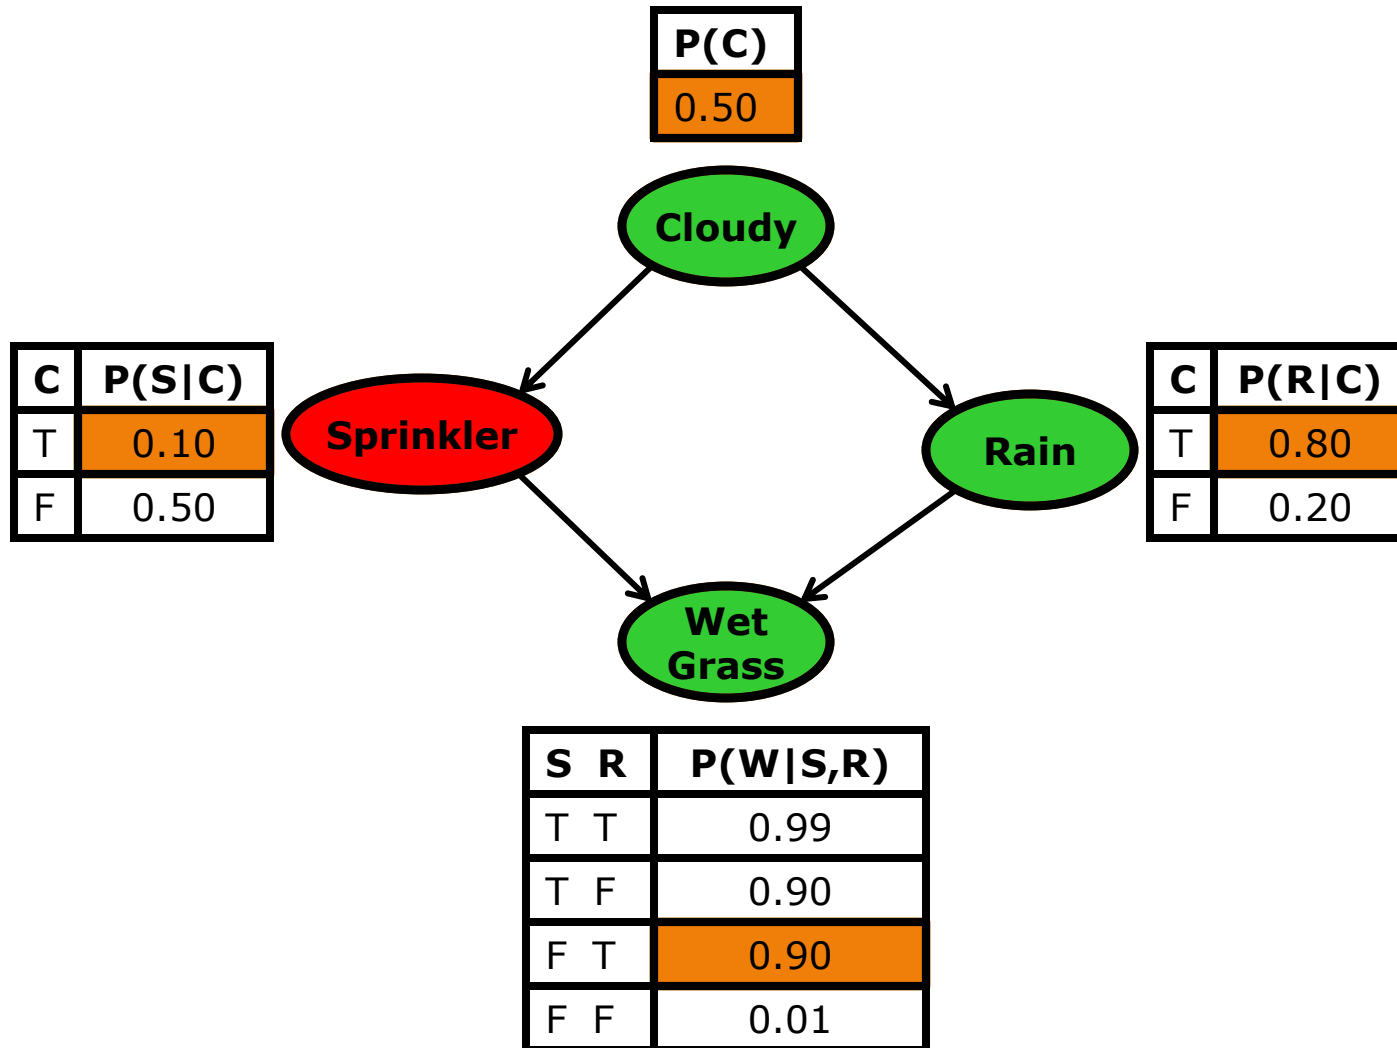 P(C)
0.50
Cloudy
C P(S|C)
T 0.10
F 0.50
Sprinkler
Rain
C P(R|C)
T 0.80
F 0.20
Wet
Grass
S R P(W|S,R)
T T 0.99
T F 0.90
F T 0.90
F F 0.01